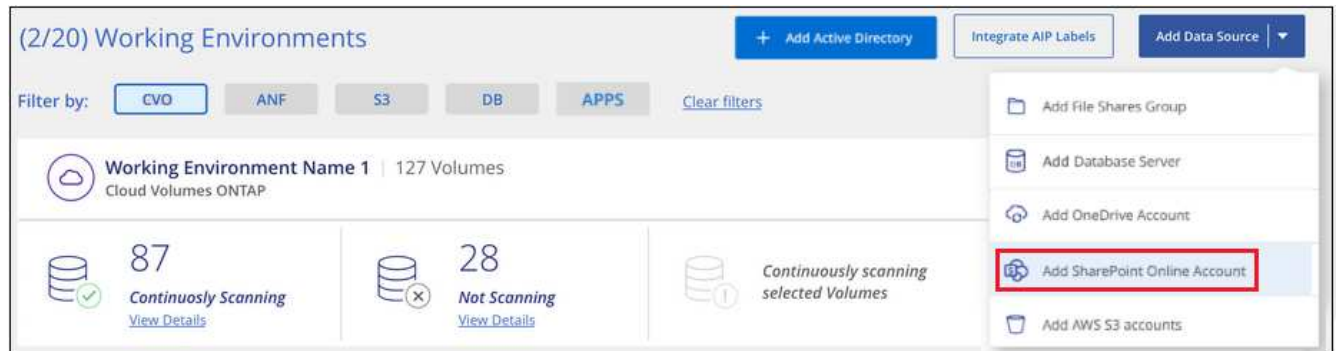 (2/20) Working Environments
+ Add Active Directory
Integrate AIP Labels
Add Data Source
Filter by:
CVO
ANF
S3
DB
APPS
Clear filters
Add File Shares Group
DB
Add Database Server
Add OneDrive Account
Add SharePoint Online Account
Add AWS S3 accounts
Working Environment Name 1 | 127 Volumes
Cloud Volumes ONTAP
87
Continuosly Scanning
View Details
28
Not Scanning
View Details
Continuously scanning
selected Volumes